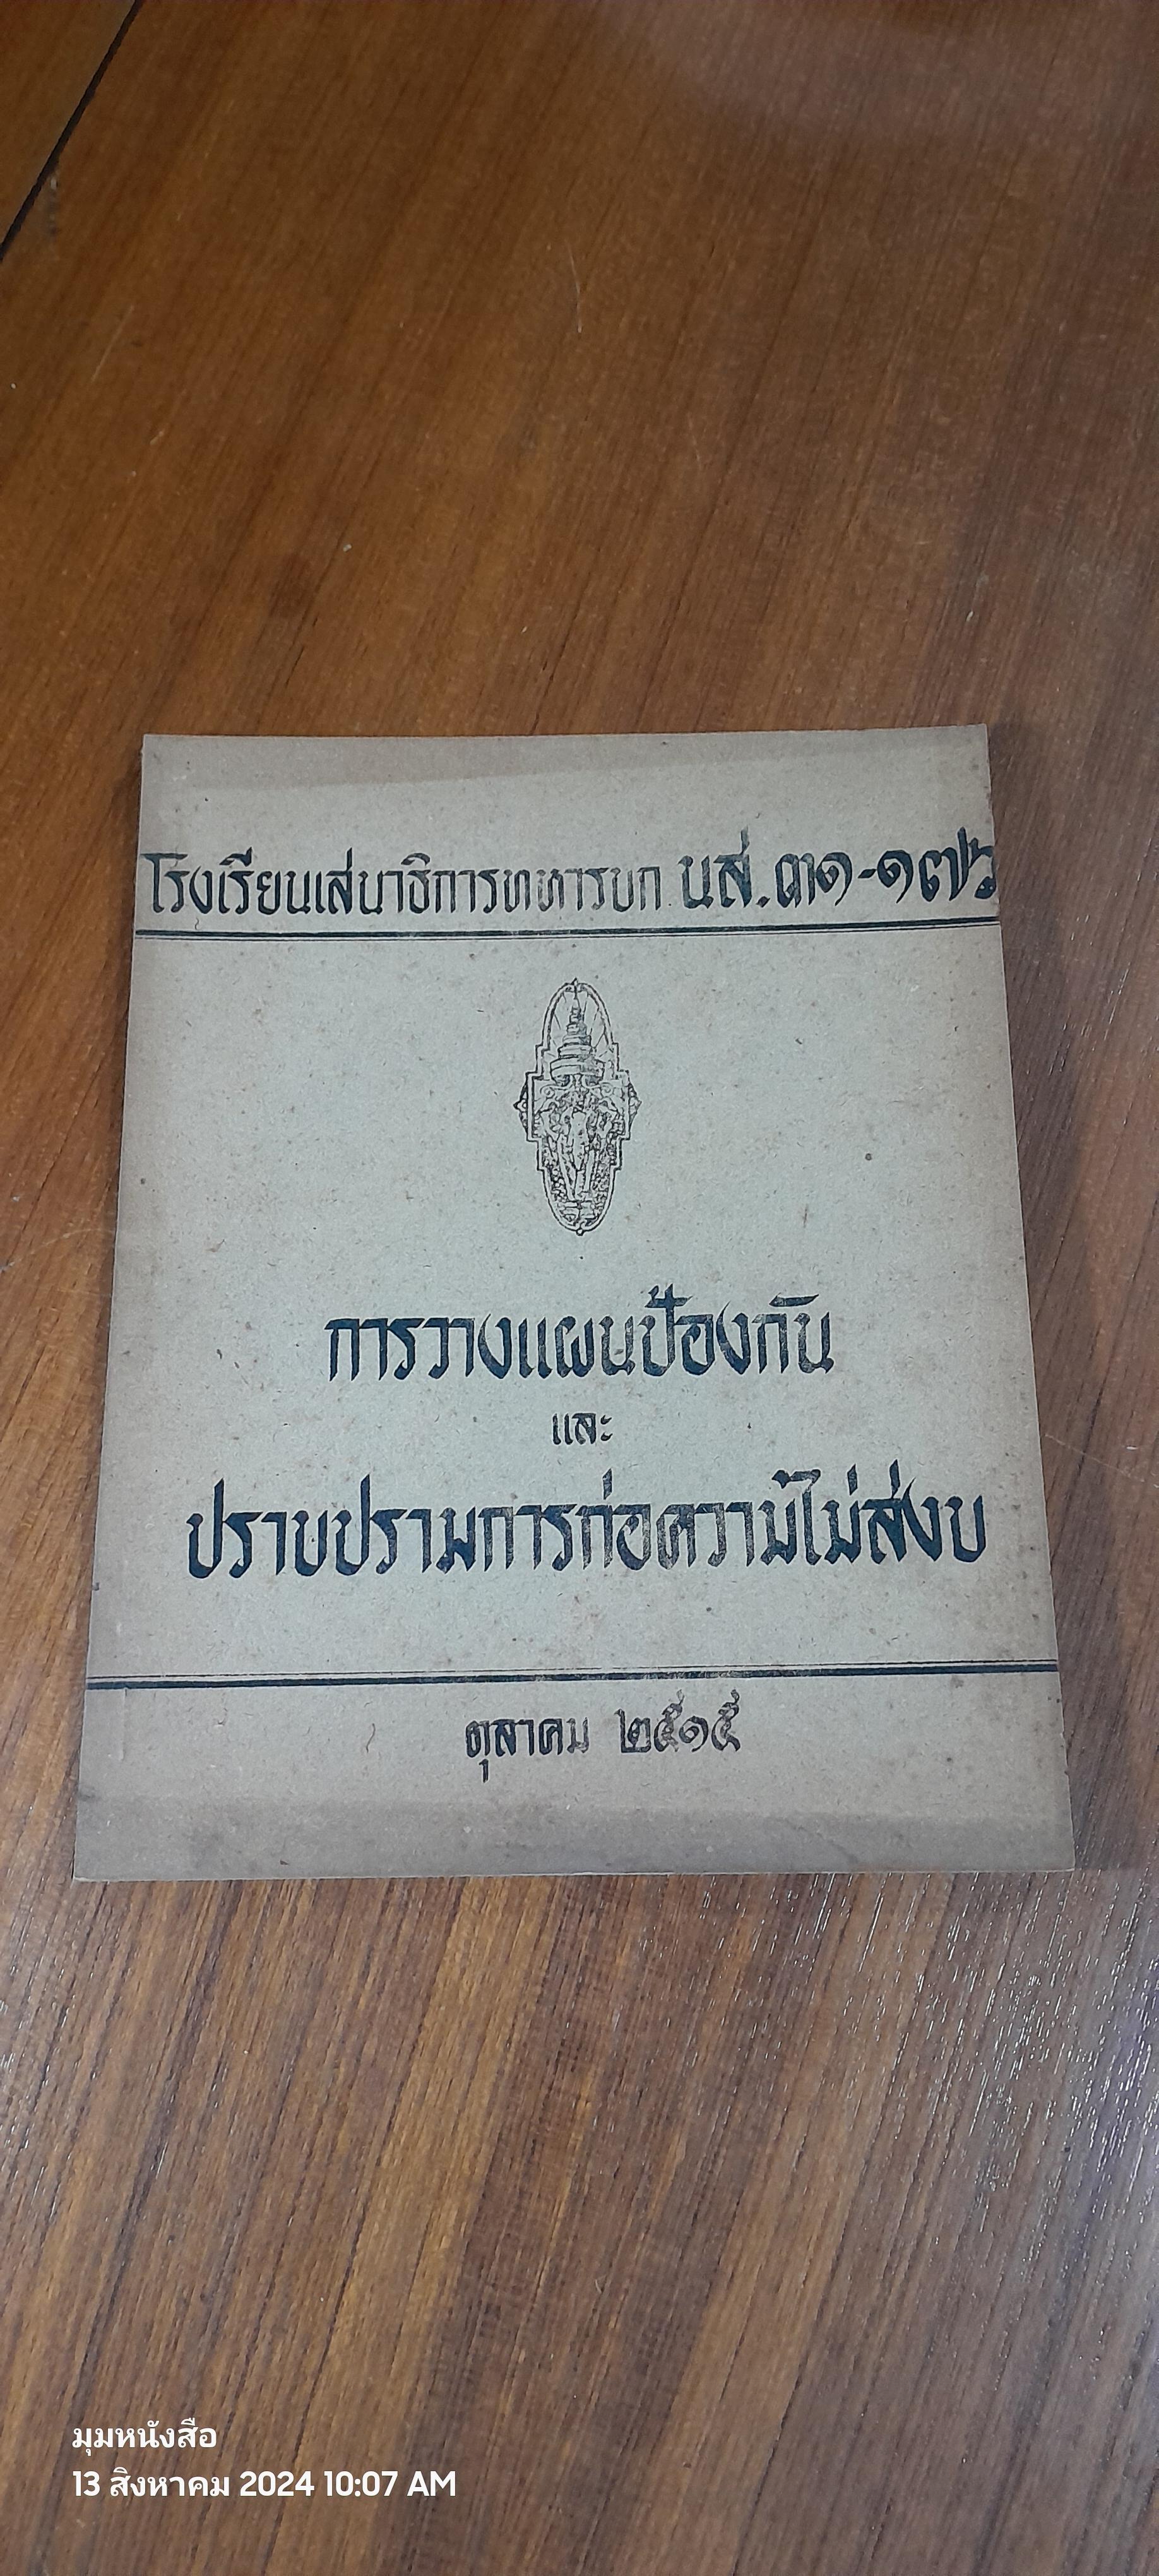 โรงเรียนเสนาธิการทหารบก นส. ๓๑-๑๗๖
การวางแผนป้องกัน
และ
ปราบปรามการก่อความไม่สงบ
ตุลาคม ๒๕๑๕
มุมหนังสือ
13 สิงหาคม 2024 10:07 AM